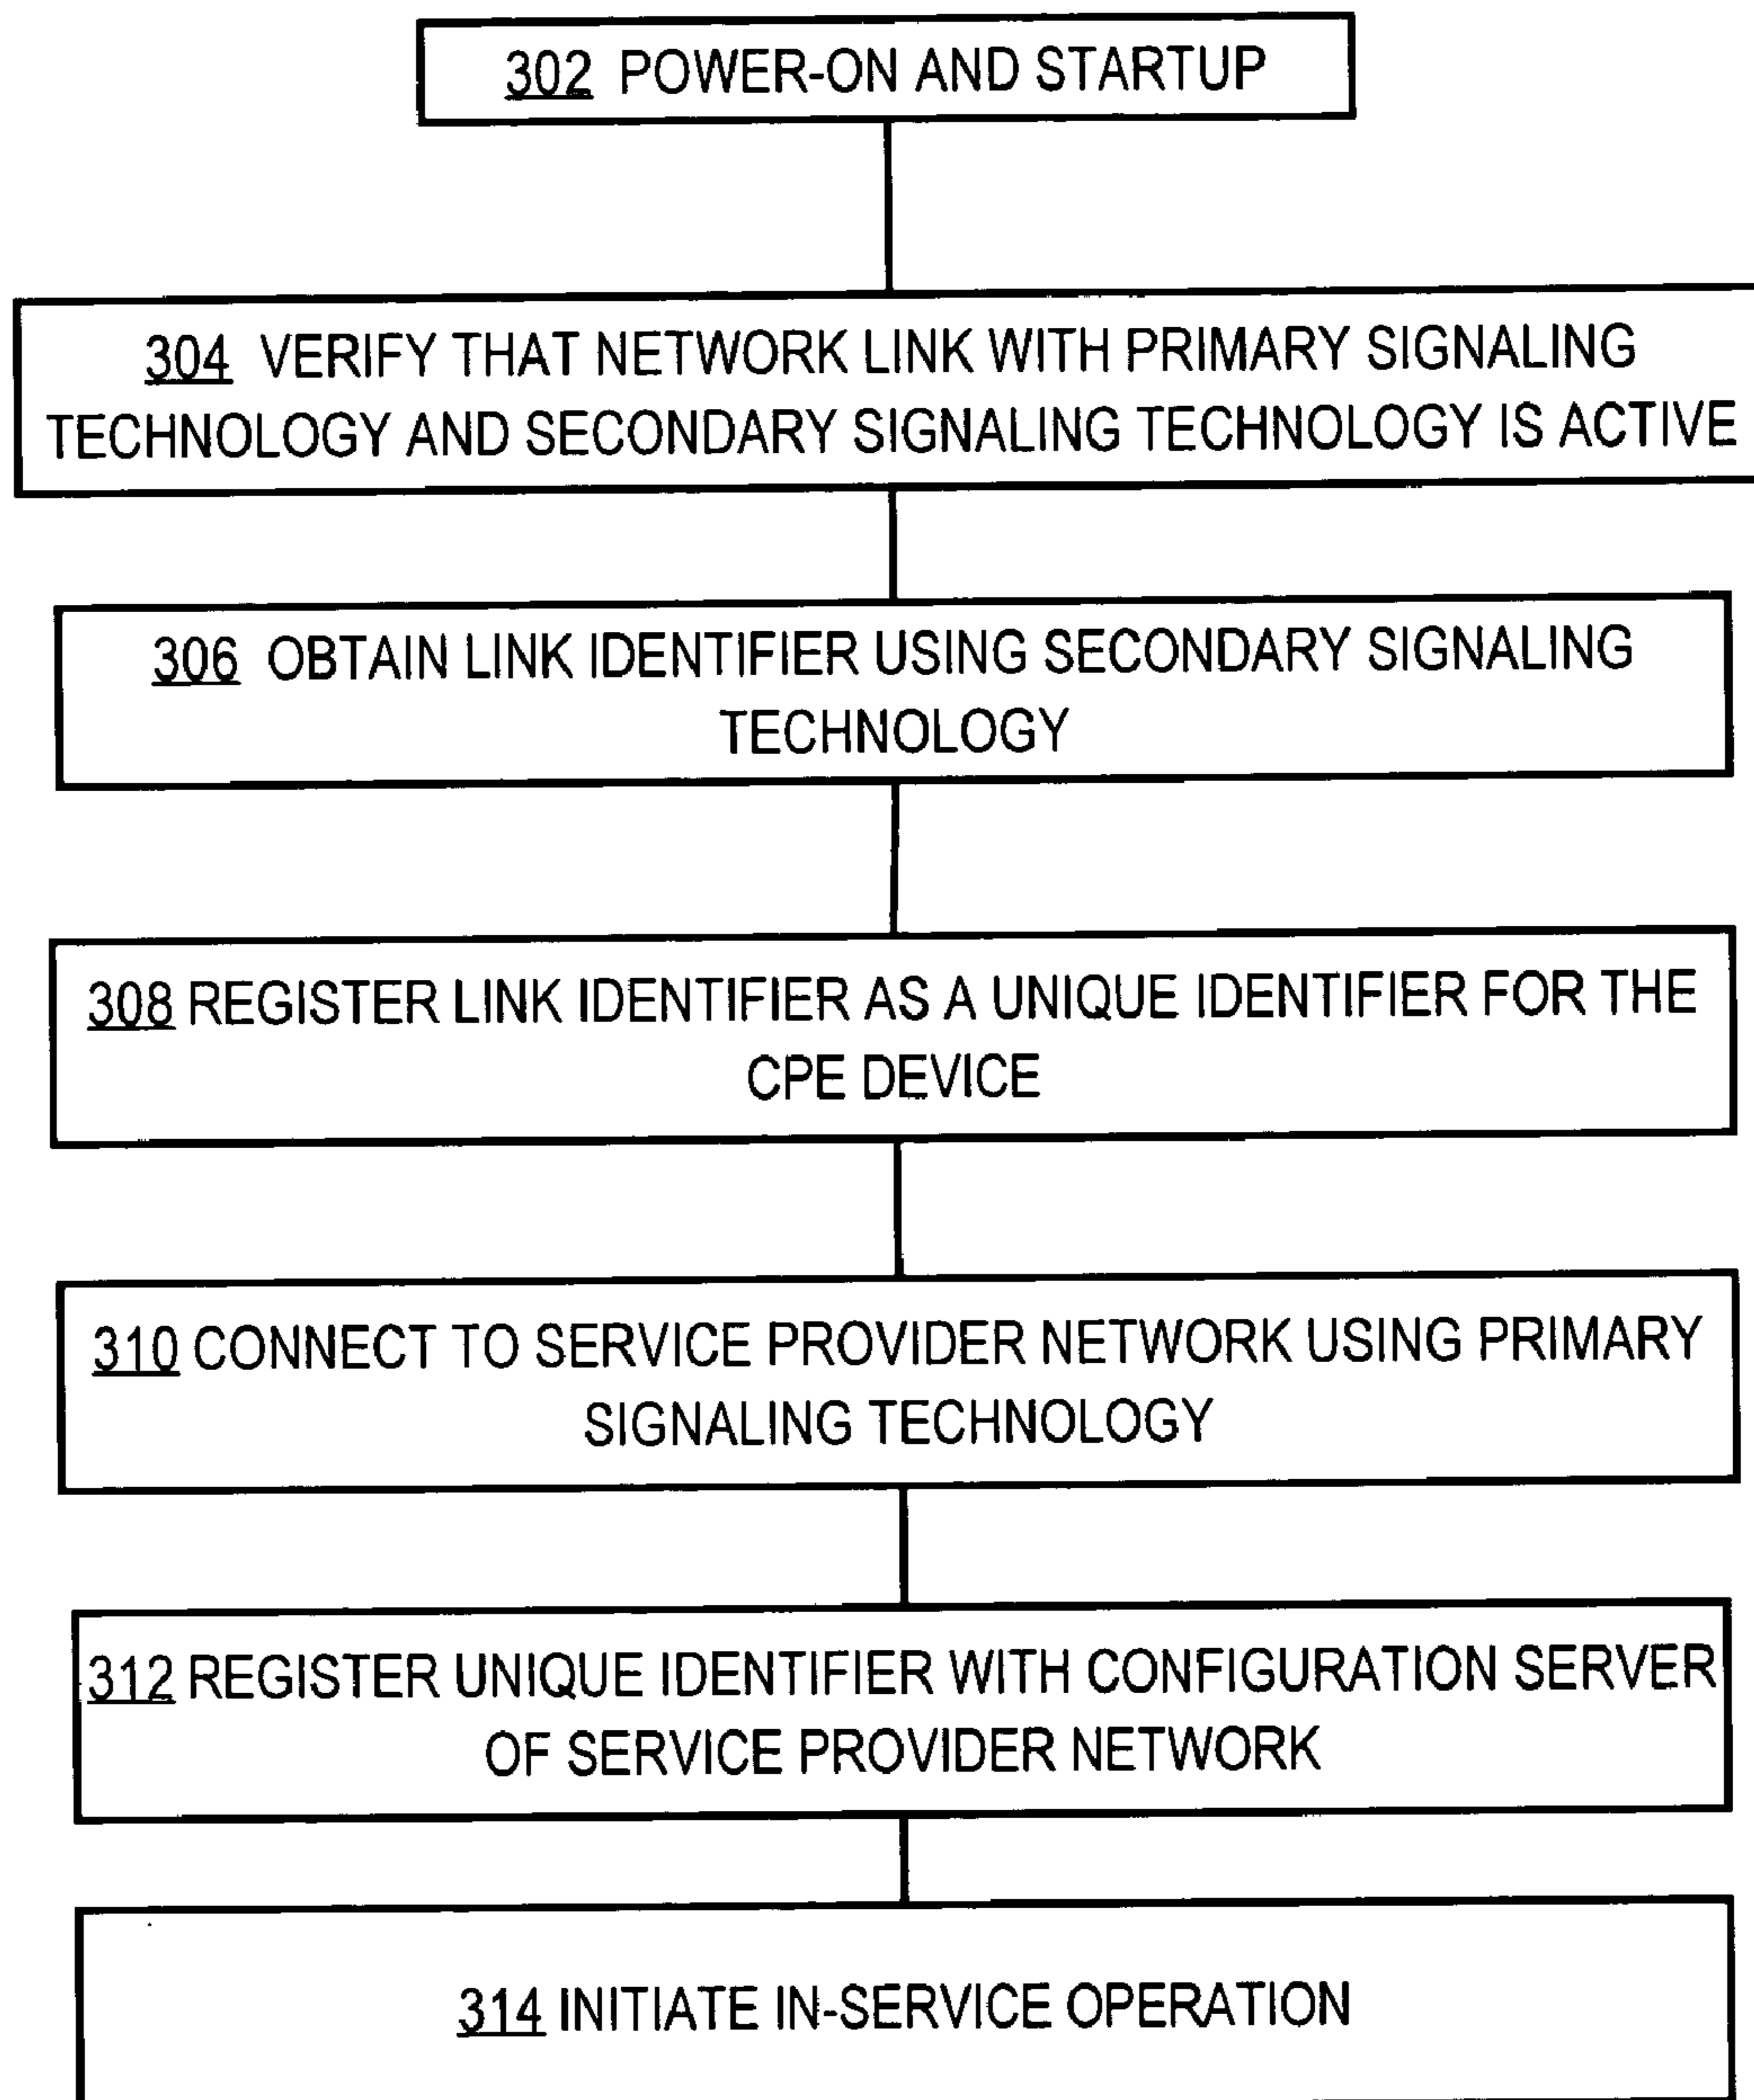 302 POWER-ON AND STARTUP
304 VERIFY THAT NETWORK LINK WITH PRIMARY SIGNALING
TECHNOLOGY AND SECONDARY SIGNALING TECHNOLOGY IS ACTIVE
306 OBTAIN LINK IDENTIFIER USING SECONDARY SIGNALING
TECHNOLOGY
308 REGISTER LINK IDENTIFIER AS A UNIQUE IDENTIFIER FOR THE
CPE DEVICE
310 CONNECT TO SERVICE PROVIDER NETWORK USING PRIMARY
SIGNALING TECHNOLOGY
312 REGISTER UNIQUE IDENTIFIER WITH CONFIGURATION SERVER
OF SERVICE PROVIDER NETWORK
314 INITIATE IN-SERVICE OPERATION